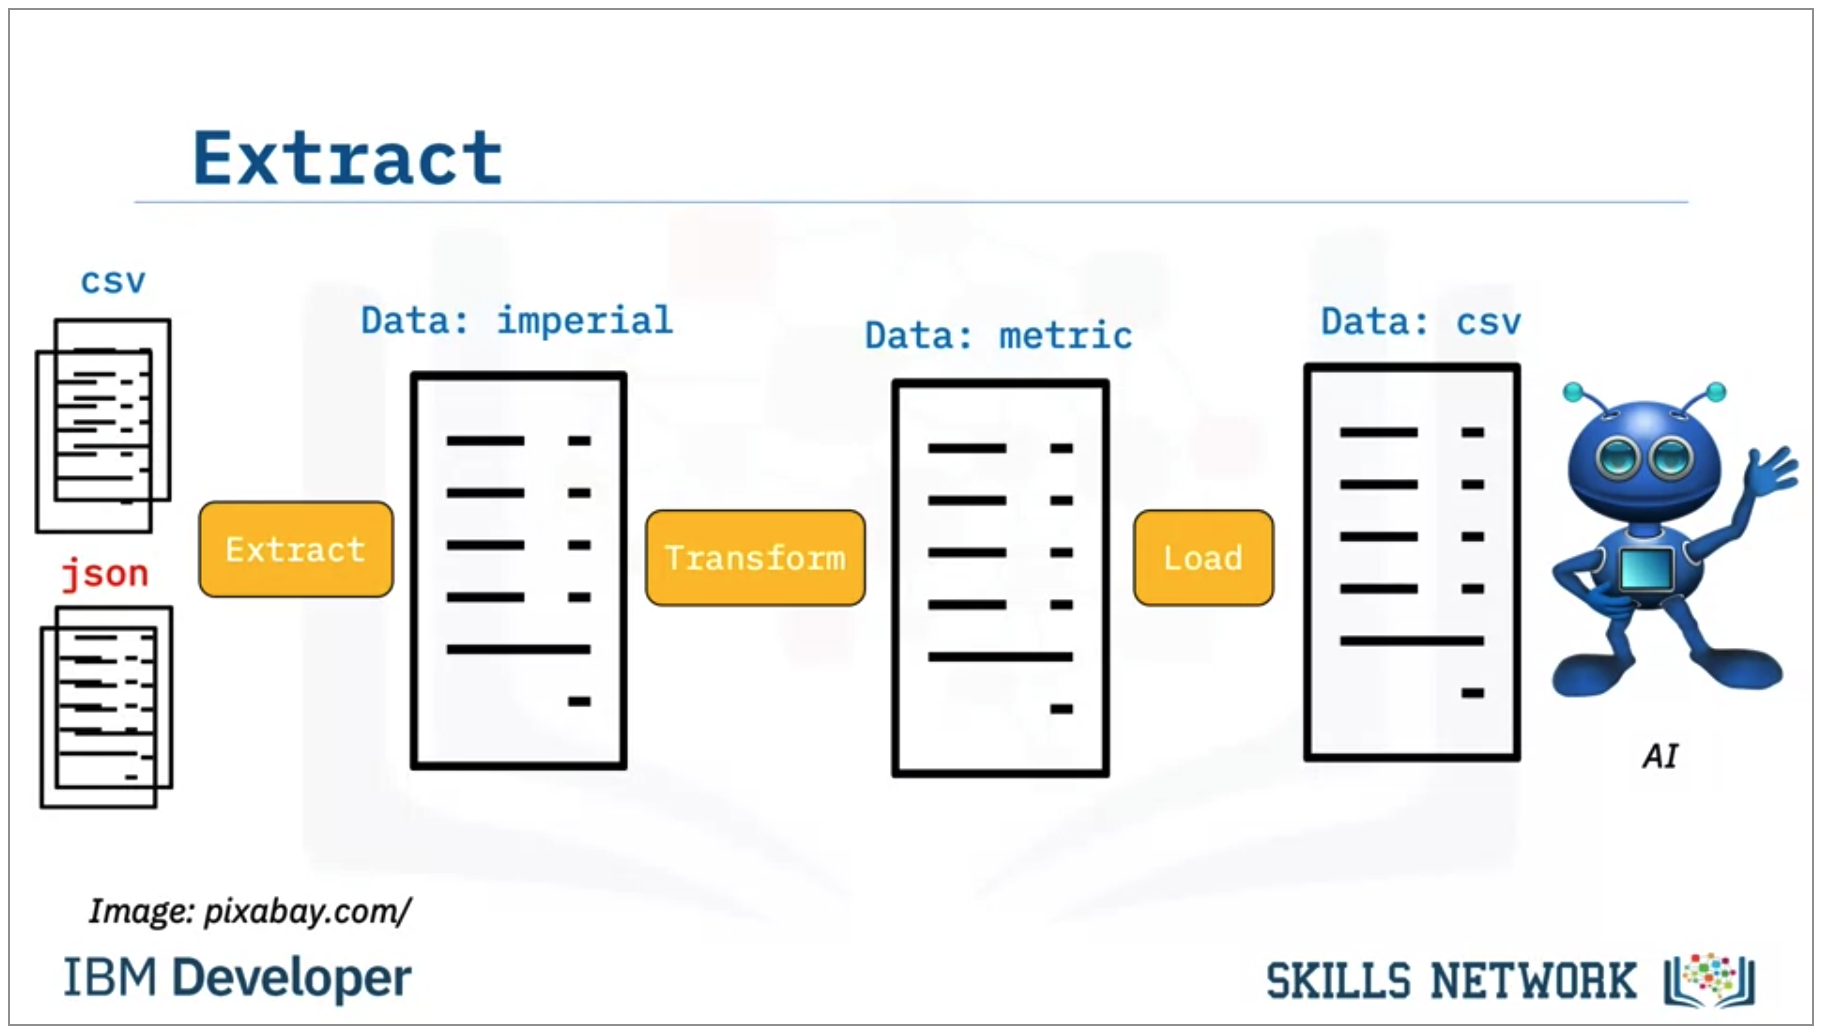 Extract
csv
Data: imperial
Data: metric
Data: csv
Extract
Transform
Load
json
AI
Image: pixabay.com/
IBM Developer
SKILLS NETWORK